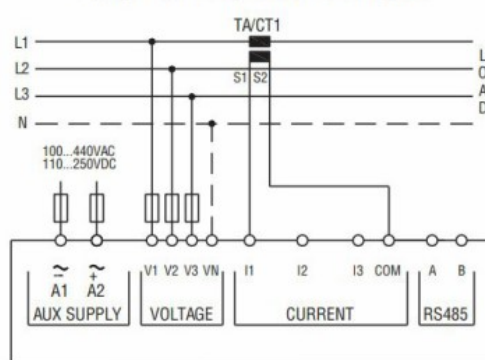 TA/CT1
L1
L2
L3
N
S1 S2
LOAD
100...440VAC
110...250VDC
~ ~
- +
A1 A2
V1 V2 V3 VN I1 I2 I3 COM A B
AUX SUPPLY VOLTAGE CURRENT RS485